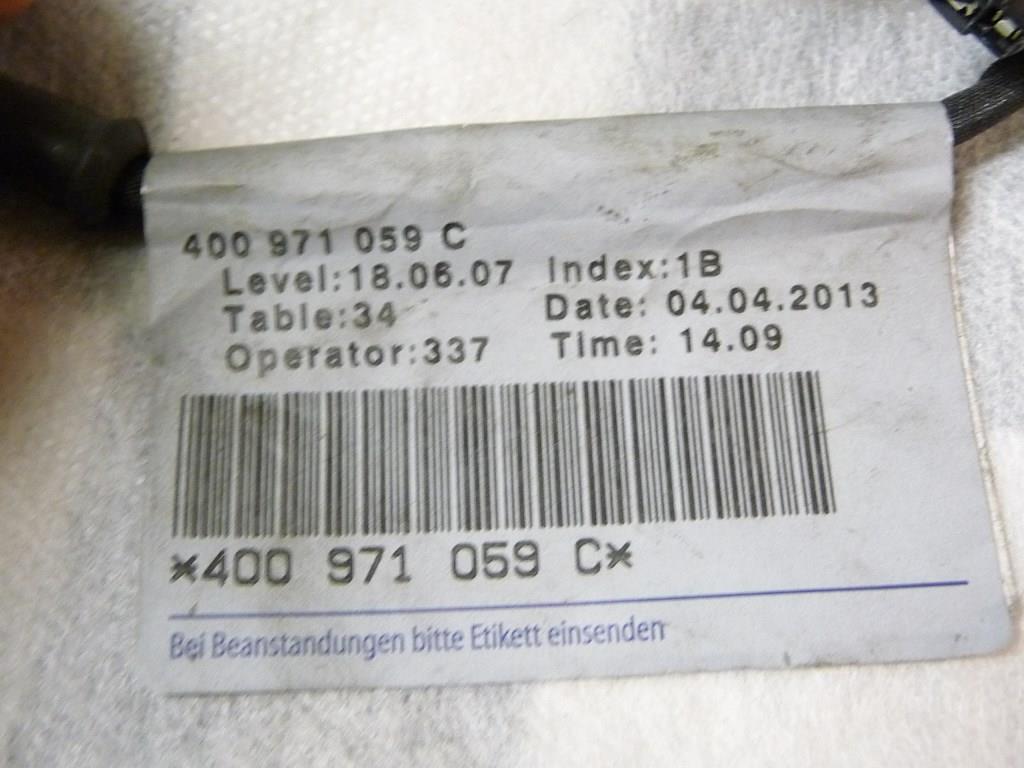 400 971 059 C
Level:18.06.07 Index:1B
Table:34 Date: 04.04.2013
Operator:337 Time: 14.09
*400 971 059 C*
Bei Beanstandungen bitte Etikett einsenden